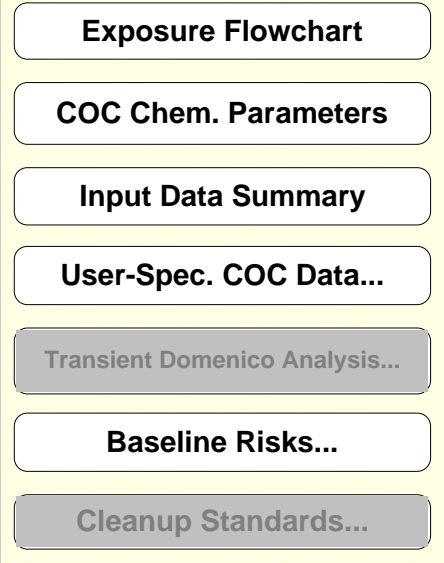 Exposure Flowchart
COC Chem. Parameters
Input Data Summary
User-Spec. COC Data...
Transient Domenico Analysis...
Baseline Risks...
Cleanup Standards...